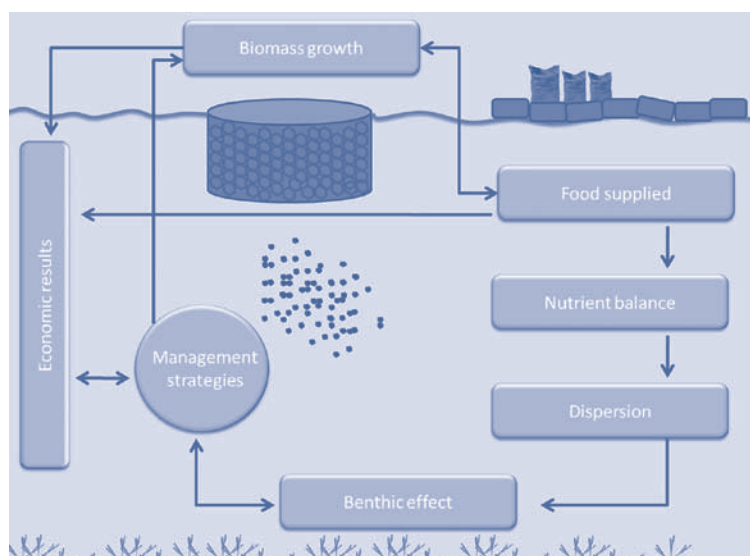 Biomass growth
Food supplied
Economic results
Nutrient balance
Management
strategies
Dispersion
Benthic effect